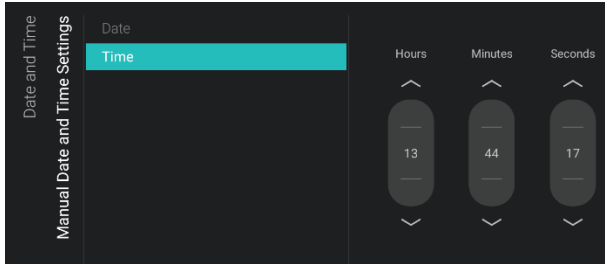 Date and Time
Manual Date and Time Settings
Date
Time
Hours Minutes Seconds
13 44 17